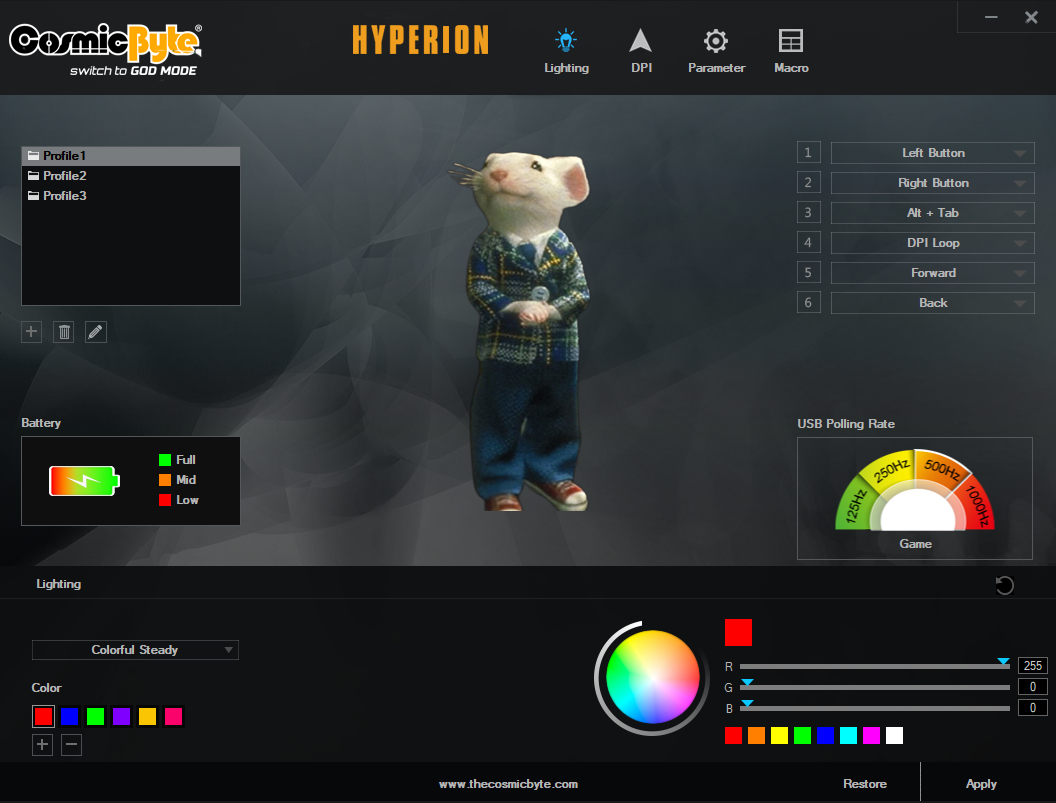 CosmicByte®
switch to GOD MODE
HYPERION
Lighting
DPI
Parameter
Macro
Profile1
Profile2
Profile3
1 Left Button
2 Right Button
3 Alt + Tab
4 DPI Loop
5 Forward
6 Back
Battery
Full
Mid
Low
USB Polling Rate
125Hz 250Hz 500Hz 1000Hz
Game
Lighting
Colorful Steady
Color
R 255
G 0
B 0
www.thecosmicbyte.com
Restore
Apply